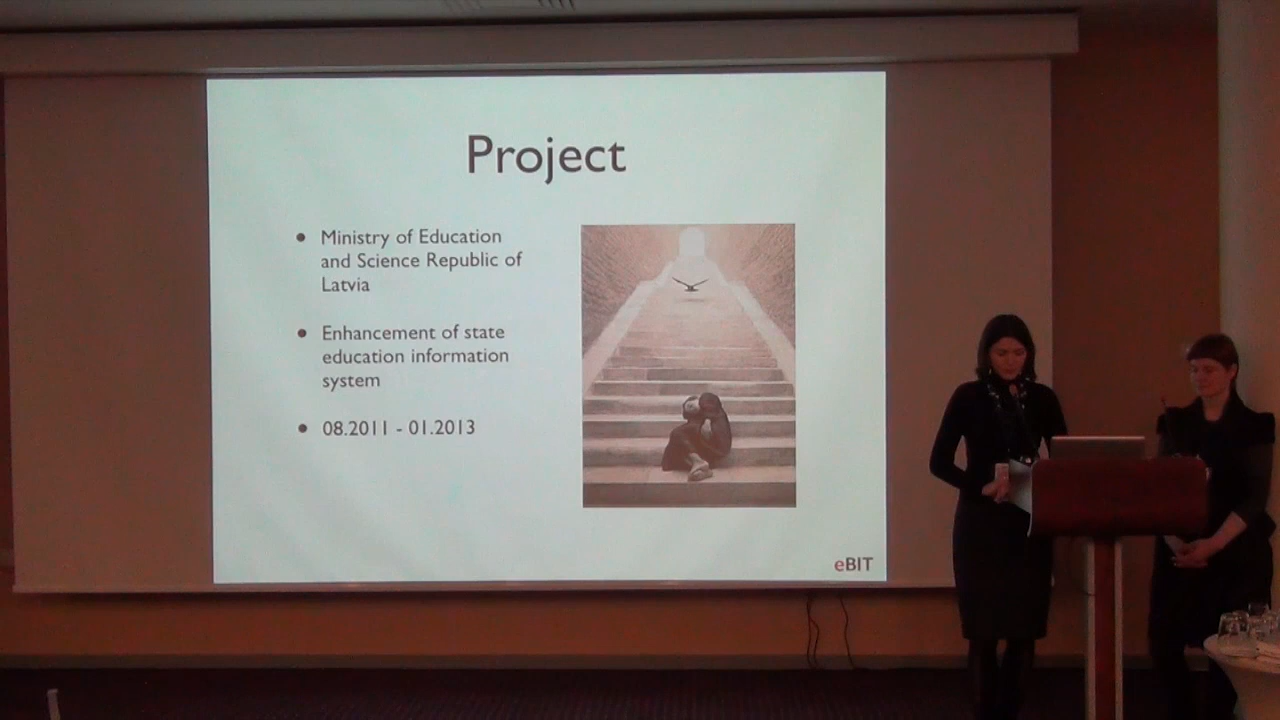 Project
• Ministry of Education
and Science Republic of
Latvia
• Enhancement of state
education information
system
• 08.2011 - 01.2013
eBIT